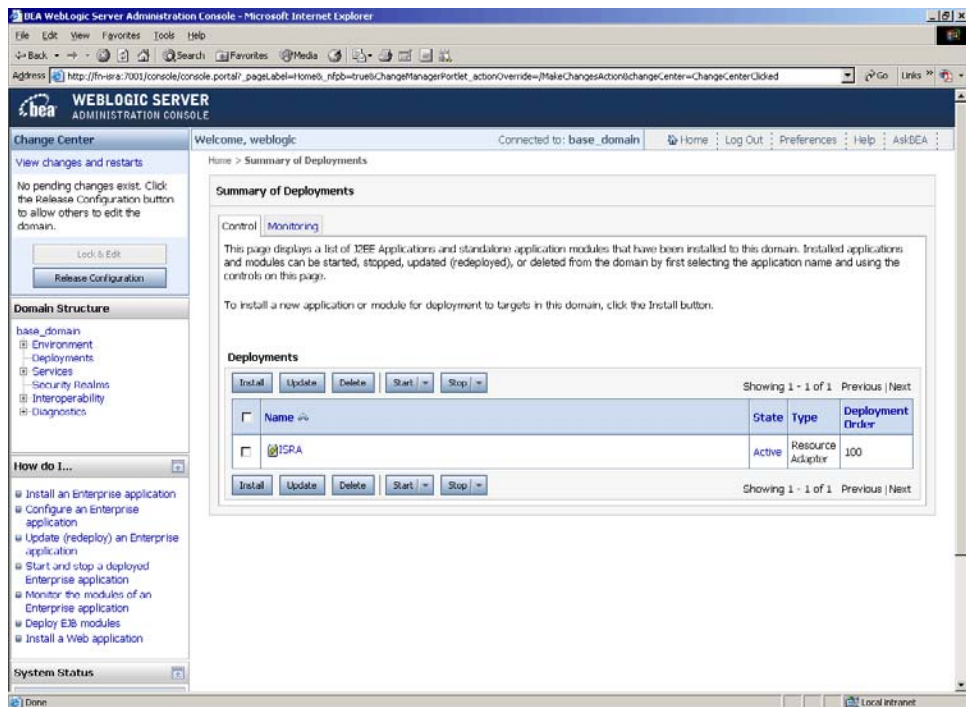 BEA WebLogic Server Administration Console - Microsoft Internet Explorer
File Edit View Favorites Tools Help
Back Search Favorites Media
Address http://fn-isra:7001/console/console.portal?_pageLabel=Home&_nfpb=true&ChangeManagerPortlet_actionOverride=/MakeChangesAction&changeCenter=ChangeCenterClicked Go Links »
bea WEBLOGIC SERVER
ADMINISTRATION CONSOLE
Change Center
View changes and restarts
No pending changes exist. Click
the Release Configuration button
to allow others to edit the
domain.
Lock & Edit
Release Configuration
Domain Structure
base_domain
Environment
Deployments
Services
Security Realms
Interoperability
Diagnostics
How do I...
Install an Enterprise application
Configure an Enterprise
application
Update (redeploy) an Enterprise
application
Start and stop a deployed
Enterprise application
Monitor the modules of an
Enterprise application
Deploy EJB modules
Install a Web application
System Status
Welcome, weblogic Connected to: base_domain Home Log Out Preferences Help AskBEA
Home > Summary of Deployments
Summary of Deployments
Control Monitoring
This page displays a list of J2EE Applications and standalone application modules that have been installed to this domain. Installed applications
and modules can be started, stopped, updated (redeployed), or deleted from the domain by first selecting the application name and using the
controls on this page.
To install a new application or module for deployment to targets in this domain, click the Install button.
Deployments
Install Update Delete Start Stop Showing 1 - 1 of 1 Previous | Next
Name State Type Deployment
Order
ISRA Active Resource
Adapter 100
Install Update Delete Start Stop Showing 1 - 1 of 1 Previous | Next
Done Local intranet